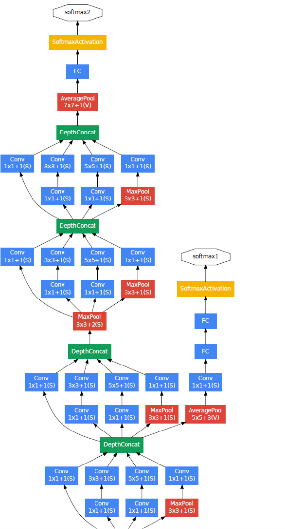 softmax2
SoftmaxActivation
FC
AveragePool
7x7+1(V)
DepthConcat
Conv Conv Conv Conv
1x1+1(S) 3x3+1(S) 5x5+1(S) 1x1+1(S)
Conv Conv MaxPool
1x1+1(S) 1x1+1(S) 3x3+1(S)
DepthConcat
Conv Conv Conv Conv
1x1+1(S) 3x3+1(S) 5x5+1(S) 1x1+1(S)
softmax1
Conv Conv MaxPool SoftmaxActivation
1x1+1(S) 1x1+1(S) 3x3+1(S)
MaxPool FC
3x3+2(S)
DepthConcat FC
Conv Conv Conv Conv Conv
1x1+1(S) 3x3+1(S) 5x5+1(S) 1x1+1(S) 1x1+1(S)
Conv Conv MaxPool AveragePool
1x1+1(S) 1x1+1(S) 3x3+1(S) 5x5+3(V)
DepthConcat
Conv Conv Conv Conv
1x1+1(S) 3x3+1(S) 5x5+1(S) 1x1+1(S)
Conv Conv MaxPool
1x1+1(S) 1x1+1(S) 3x3+1(S)